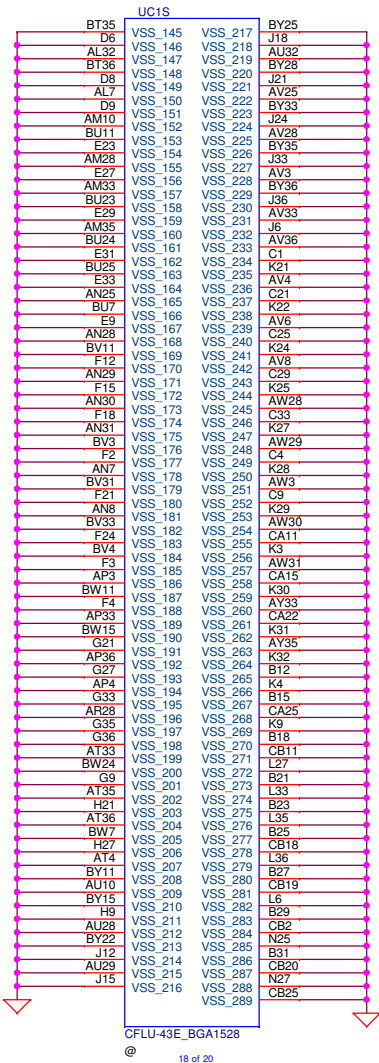 UC1S
BT35 VSS_145 VSS_217 BY25
D6 VSS_146 VSS_218 J18
AL32 VSS_147 VSS_219 AU32
BT36 VSS_148 VSS_220 BY28
D8 VSS_149 VSS_221 J21
AL7 VSS_150 VSS_222 AV25
D9 VSS_151 VSS_223 BY33
AM10 VSS_152 VSS_224 J24
BU11 VSS_153 VSS_225 AV28
E23 VSS_154 VSS_226 BY35
AM28 VSS_155 VSS_227 J33
E27 VSS_156 VSS_228 AV3
AM33 VSS_157 VSS_229 BY36
BU23 VSS_158 VSS_230 J36
E29 VSS_159 VSS_231 AV33
AM35 VSS_160 VSS_232 J6
BU24 VSS_161 VSS_233 AV36
E31 VSS_162 VSS_234 C1
BU25 VSS_163 VSS_235 K21
E33 VSS_164 VSS_236 AV4
AN25 VSS_165 VSS_237 C21
BU7 VSS_166 VSS_238 K22
E9 VSS_167 VSS_239 AV6
AN28 VSS_168 VSS_240 C25
BV11 VSS_169 VSS_241 K24
F12 VSS_170 VSS_242 AV8
AN29 VSS_171 VSS_243 C29
F15 VSS_172 VSS_244 K25
AN30 VSS_173 VSS_245 AW28
F18 VSS_174 VSS_246 C33
AN31 VSS_175 VSS_247 K27
BV3 VSS_176 VSS_248 AW29
F2 VSS_177 VSS_249 C4
AN7 VSS_178 VSS_250 K28
BV31 VSS_179 VSS_251 AW3
F21 VSS_180 VSS_252 C9
AN8 VSS_181 VSS_253 K29
BV33 VSS_182 VSS_254 AW30
F24 VSS_183 VSS_255 CA11
BV4 VSS_184 VSS_256 K3
F3 VSS_185 VSS_257 AW31
AP3 VSS_186 VSS_258 CA15
BW11 VSS_187 VSS_259 K30
F4 VSS_188 VSS_260 AY33
AP33 VSS_189 VSS_261 CA22
BW15 VSS_190 VSS_262 K31
G21 VSS_191 VSS_263 AY35
AP36 VSS_192 VSS_264 K32
G27 VSS_193 VSS_265 B12
AP4 VSS_194 VSS_266 K4
G33 VSS_195 VSS_267 B15
AR28 VSS_196 VSS_268 CA25
G35 VSS_197 VSS_269 K9
G36 VSS_198 VSS_270 B18
AT33 VSS_199 VSS_271 CB11
BW24 VSS_200 VSS_272 L27
G9 VSS_201 VSS_273 B21
AT35 VSS_202 VSS_274 L33
H21 VSS_203 VSS_275 B23
AT36 VSS_204 VSS_276 L35
BW7 VSS_205 VSS_277 B25
H27 VSS_206 VSS_278 CB18
AT4 VSS_207 VSS_279 L36
BY11 VSS_208 VSS_280 B27
AU10 VSS_209 VSS_281 CB19
BY15 VSS_210 VSS_282 L6
H9 VSS_211 VSS_283 B29
AU28 VSS_212 VSS_284 CB2
BY22 VSS_213 VSS_285 N25
J12 VSS_214 VSS_286 B31
AU29 VSS_215 VSS_287 CB20
J15 VSS_216 VSS_288 N27
VSS_289 CB25
CFLU-43E_BGA1528
@
18 of 20